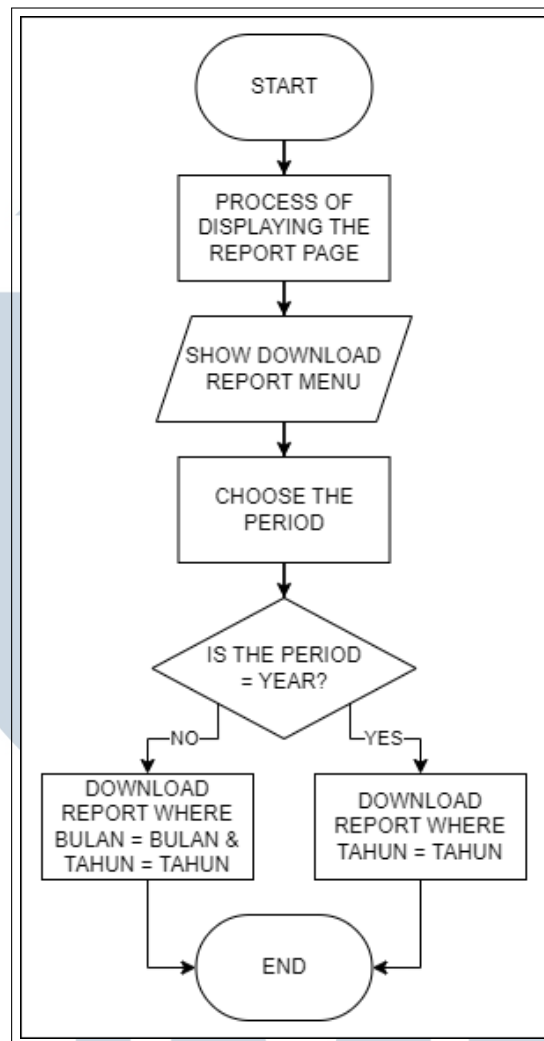 START
PROCESS OF
DISPLAYING THE
REPORT PAGE
SHOW DOWNLOAD
REPORT MENU
CHOOSE THE
PERIOD
IS THE PERIOD
= YEAR?
NO
YES
DOWNLOAD
REPORT WHERE
BULAN = BULAN &
TAHUN = TAHUN
DOWNLOAD
REPORT WHERE
TAHUN = TAHUN
END